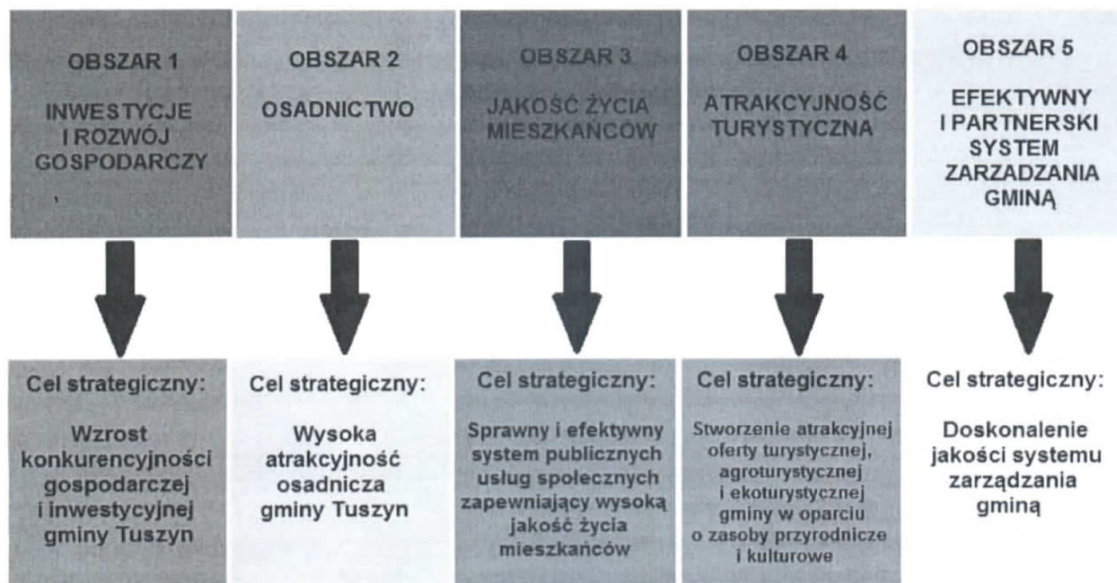 OBSZAR 1
INWESTYCJE
I ROZWÓJ
GOSPODARCZY
OBSZAR 2
OSADNICTWO
OBSZAR 3
JAKOŚĆ ŻYCIA
MIESZKAŃCÓW
OBSZAR 4
ATRAKCYJNOŚĆ
TURYSTYCZNA
OBSZAR 5
EFEKTYWNY
I PARTNERSKI
SYSTEM
ZARZADZANIA
GMINĄ
Cel strategiczny:
Wzrost
konkurencyjności
gospodarczej
i inwestycyjnej
gminy Tuszyn
Cel strategiczny:
Wysoka
atrakcyjność
osadnicza
gminy Tuszyn
Cel strategiczny:
Sprawny i efektywny
system publicznych
usług społecznych
zapewniający wysoką
jakość życia
mieszkańców
Cel strategiczny:
Stworzenie atrakcyjnej
oferty turystycznej,
agroturystycznej
i ekoturystycznej
gminy w oparciu
o zasoby przyrodnicze
i kulturowe
Cel strategiczny:
Doskonalenie
jakości systemu
zarządzania
gminą